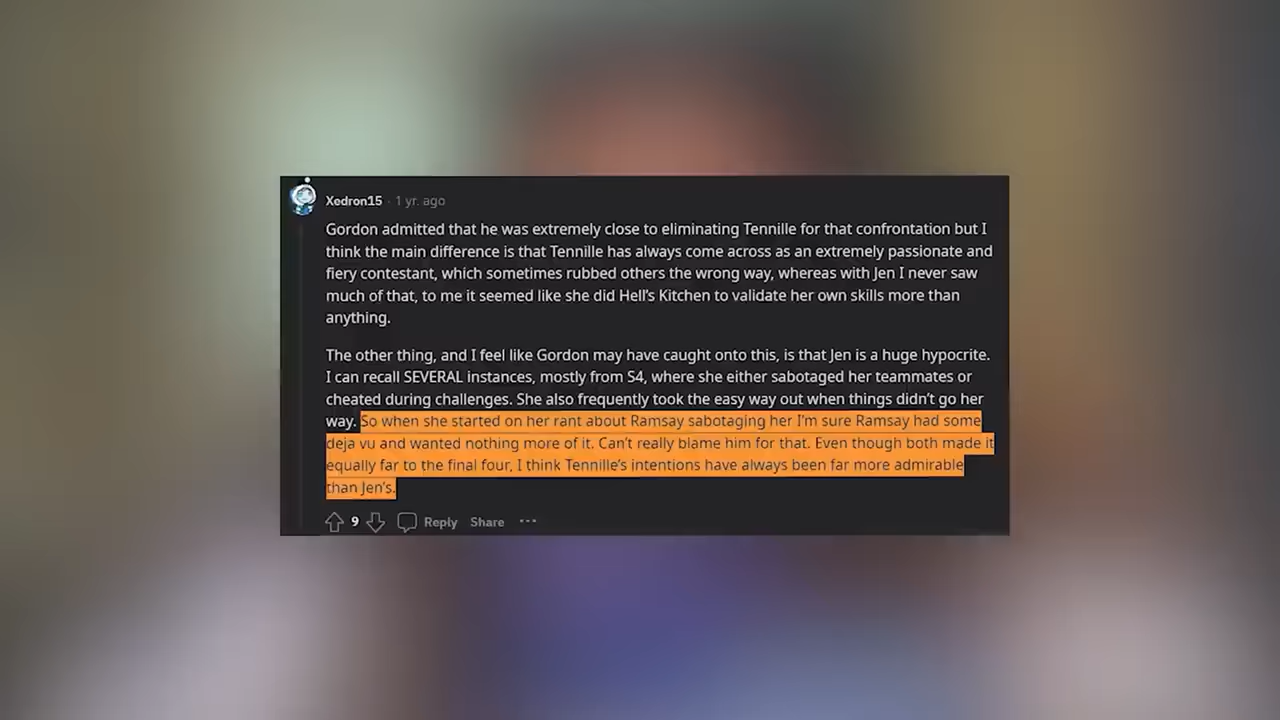 Xedron15 · 1 yr. ago
Gordon admitted that he was extremely close to eliminating Tennille for that confrontation but I
think the main difference is that Tennille has always come across as an extremely passionate and
fiery contestant, which sometimes rubbed others the wrong way, whereas with Jen I never saw
much of that, to me it seemed like she did Hell's Kitchen to validate her own skills more than
anything.
The other thing, and I feel like Gordon may have caught onto this, is that Jen is a huge hypocrite.
I can recall SEVERAL instances, mostly from S4, where she either sabotaged her teammates or
cheated during challenges. She also frequently took the easy way out when things didn't go her
way. So when she started on her rant about Ramsay sabotaging her I'm sure Ramsay had some
deja vu and wanted nothing more of it. Can't really blame him for that. Even though both made it
equally far to the final four, I think Tennille's intentions have always been far more admirable
than Jen's.
9 Reply Share ···